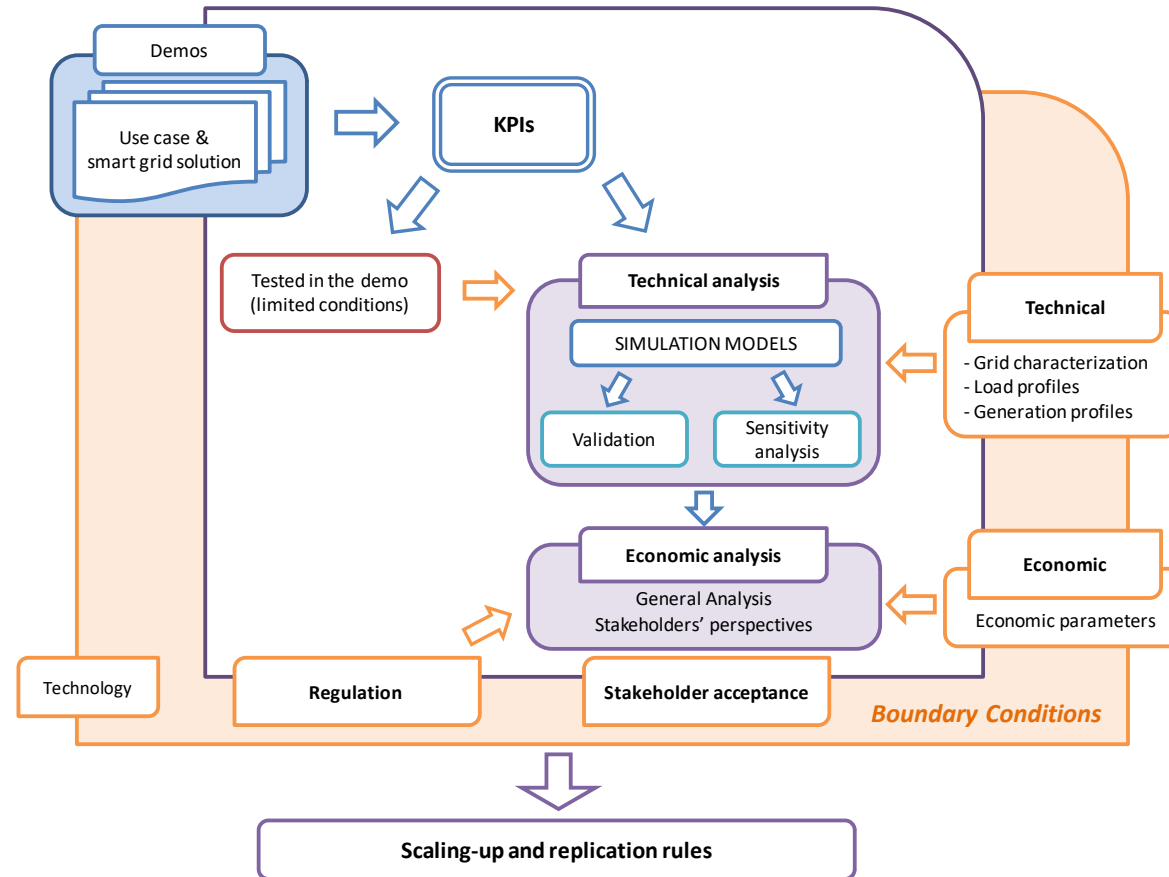 Demos
Use case &
smart grid solution
KPIs
Tested in the demo
(limited conditions)
Technical analysis
SIMULATION MODELS
Validation
Sensitivity
analysis
Technical
- Grid characterization
- Load profiles
- Generation profiles
Economic analysis
General Analysis
Stakeholders’ perspectives
Economic
Economic parameters
Technology
Regulation
Stakeholder acceptance
Boundary Conditions
Scaling-up and replication rules